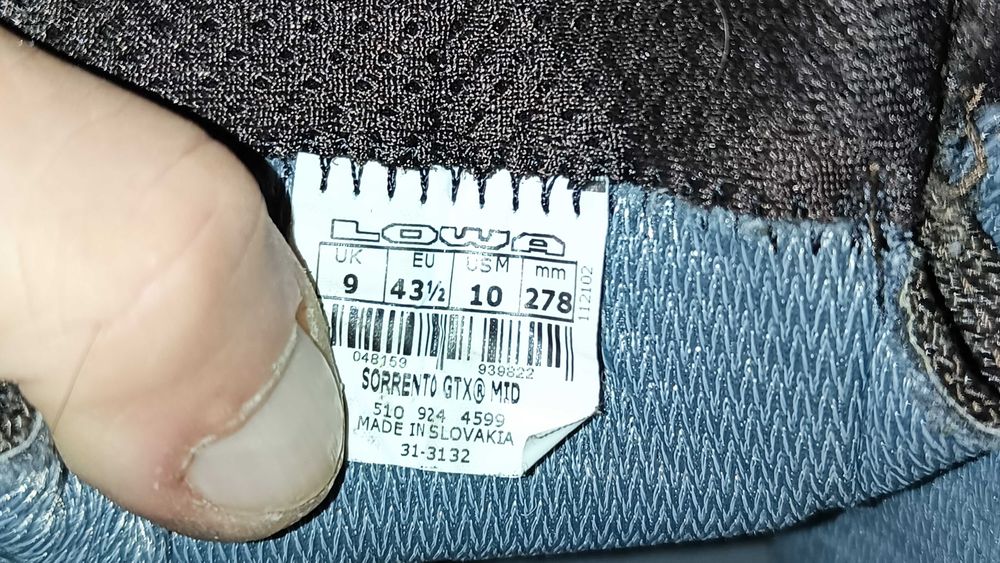 LOWA
UK EU USM mm
9 43½ 10 278
112102
048159 939822
SORRENTO GTX® MID
510 924 4599
MADE IN SLOVAKIA
31-3132